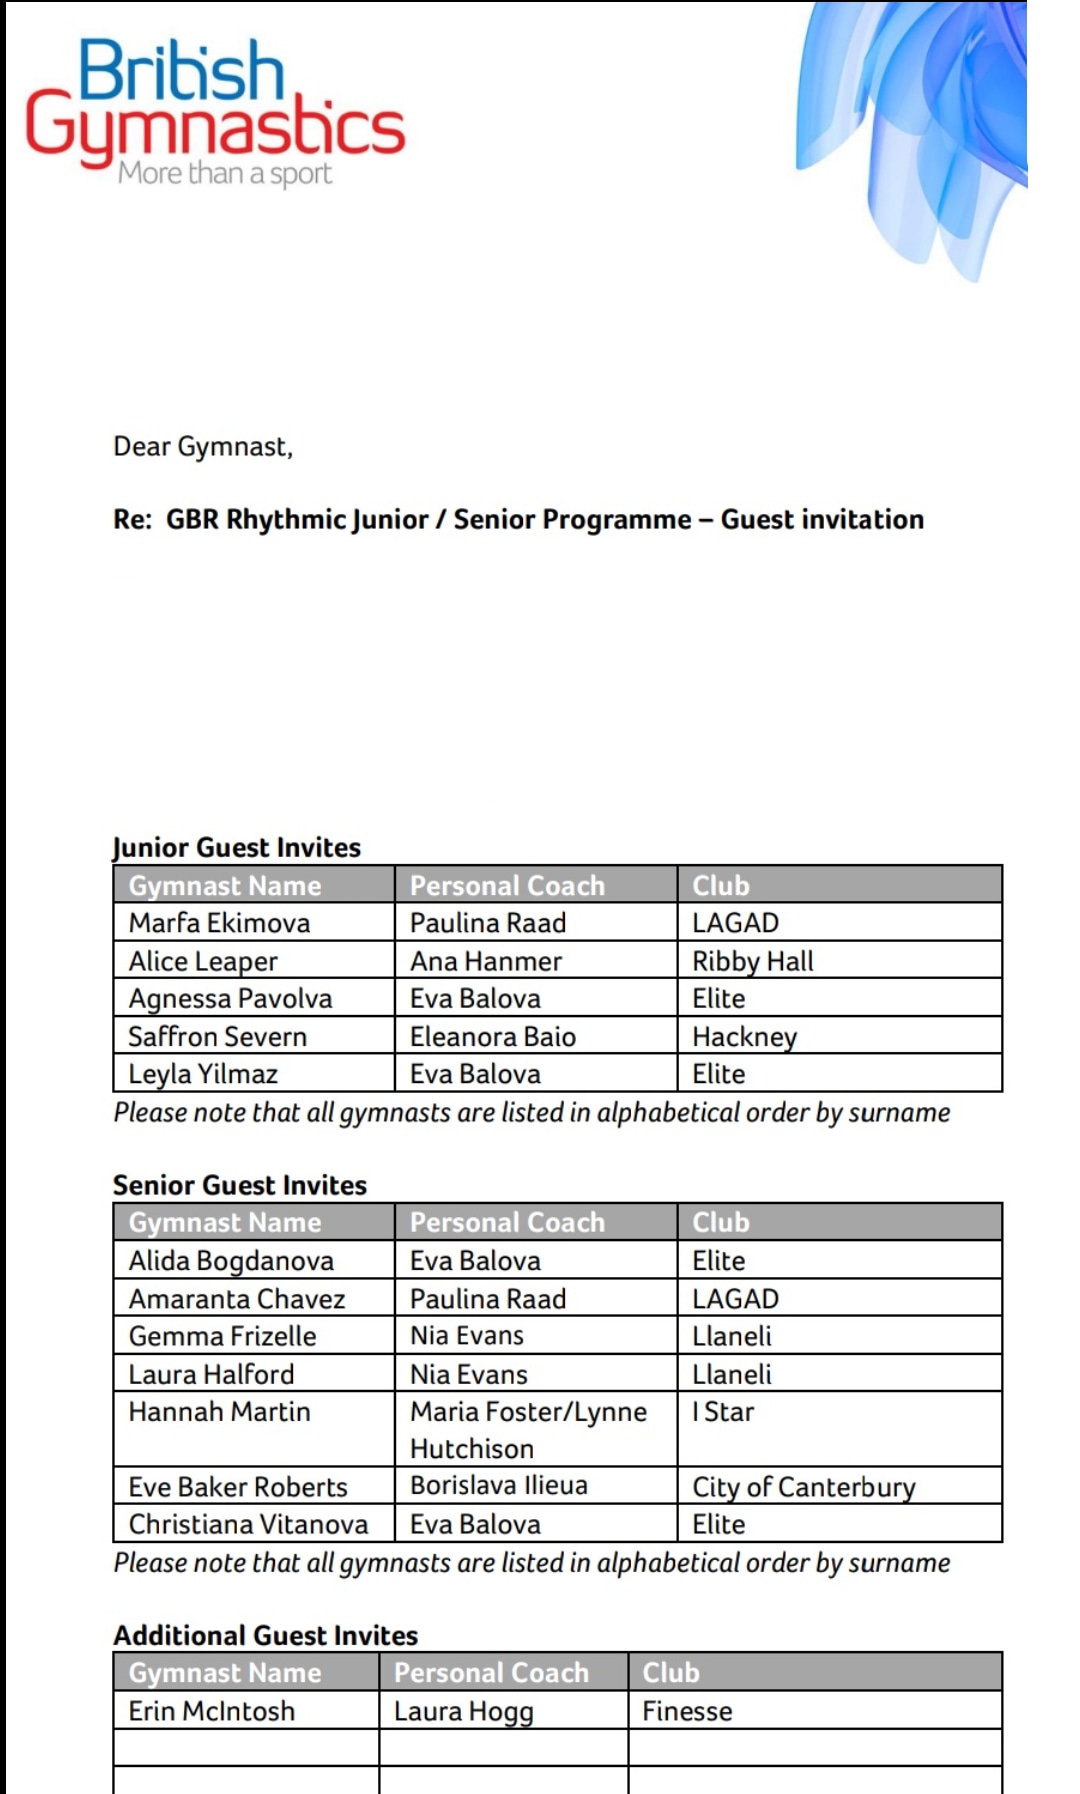 British
Gymnastics
More than a sport
Dear Gymnast,
Re: GBR Rhythmic Junior / Senior Programme – Guest invitation
Junior Guest Invites
Gymnast Name Personal Coach Club
Marfa Ekimova Paulina Raad LAGAD
Alice Leaper Ana Hanmer Ribby Hall
Agnessa Pavolva Eva Balova Elite
Saffron Severn Eleanora Baio Hackney
Leyla Yilmaz Eva Balova Elite
Please note that all gymnasts are listed in alphabetical order by surname
Senior Guest Invites
Gymnast Name Personal Coach Club
Alida Bogdanova Eva Balova Elite
Amaranta Chavez Paulina Raad LAGAD
Gemma Frizelle Nia Evans Llaneli
Laura Halford Nia Evans Llaneli
Hannah Martin Maria Foster/Lynne I Star
Hutchison
Eve Baker Roberts Borislava Ilieua City of Canterbury
Christiana Vitanova Eva Balova Elite
Please note that all gymnasts are listed in alphabetical order by surname
Additional Guest Invites
Gymnast Name Personal Coach Club
Erin McIntosh Laura Hogg Finesse